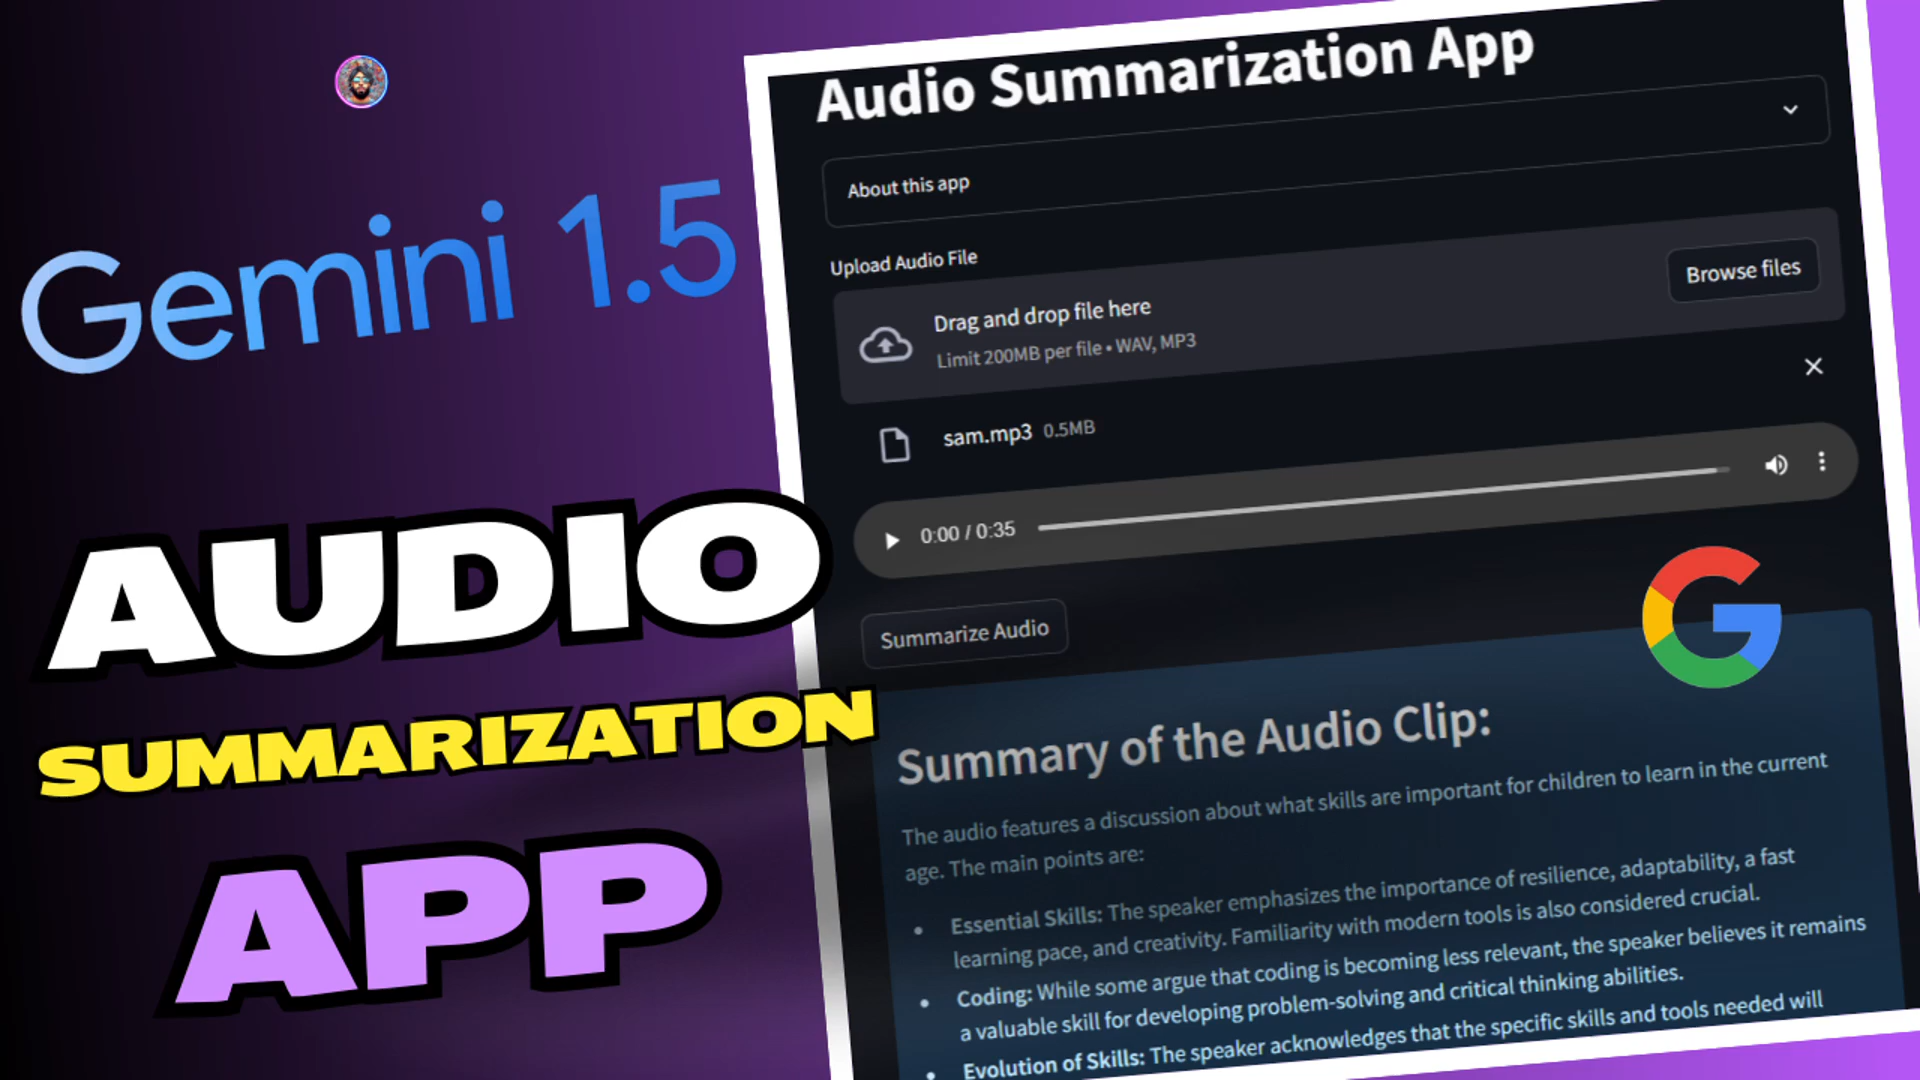 Gemini 1.5
AUDIO
SUMMARIZATION
APP
Audio Summarization App
About this app
Upload Audio File
Drag and drop file here
Limit 200MB per file • WAV, MP3
Browse files
sam.mp3 0.5MB
0:00 / 0:35
Summarize Audio
Summary of the Audio Clip:
The audio features a discussion about what skills are important for children to learn in the current
age. The main points are:
• Essential Skills: The speaker emphasizes the importance of resilience, adaptability, a fast
learning pace, and creativity. Familiarity with modern tools is also considered crucial.
• Coding: While some argue that coding is becoming less relevant, the speaker believes it remains
a valuable skill for developing problem-solving and critical thinking abilities.
• Evolution of Skills: The speaker acknowledges that the specific skills and tools needed will